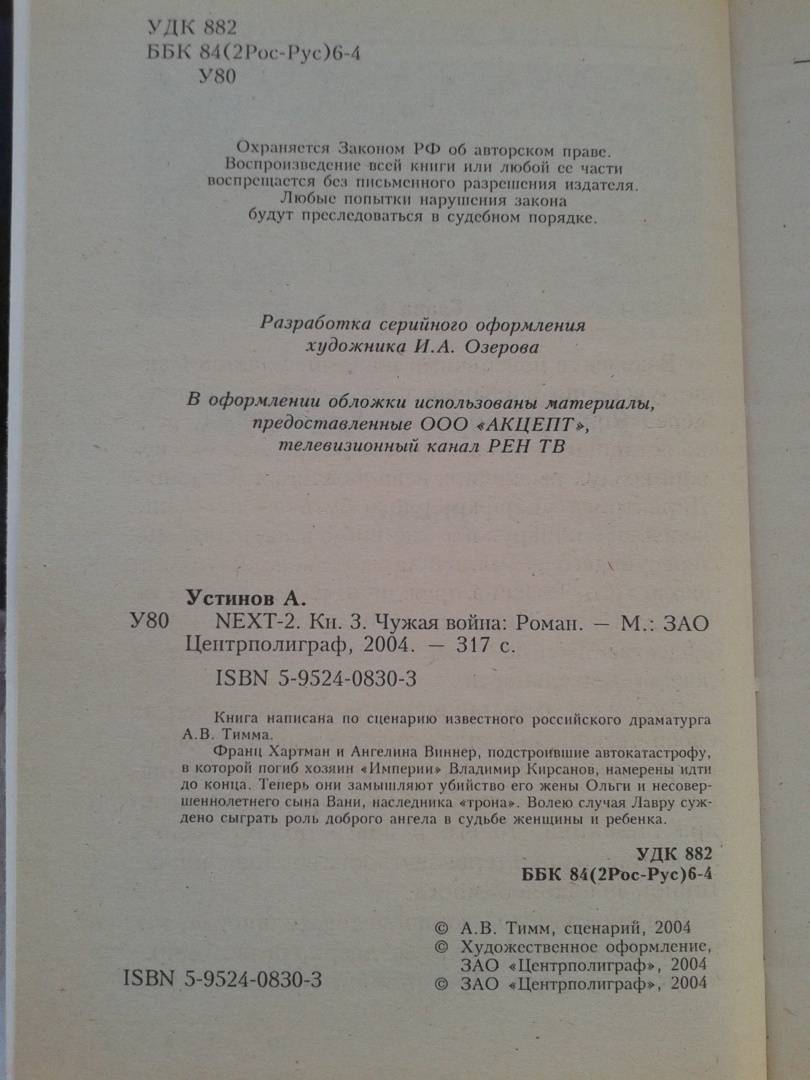 УДК 882
ББК 84(2Рос-Рус)6-4
У80
Охраняется Законом РФ об авторском праве.
Воспроизведение всей книги или любой ее части
воспрещается без письменного разрешения издателя.
Любые попытки нарушения закона
будут преследоваться в судебном порядке.
Разработка серийного оформления
художника И.А. Озерова
В оформлении обложки использованы материалы,
предоставленные ООО «АКЦЕПТ»,
телевизионный канал РЕН ТВ
Устинов А.
У80 NEXT-2. Кн. 3. Чужая война: Роман. — М.: ЗАО
Центрполиграф, 2004. — 317 с.
ISBN 5-9524-0830-3
Книга написана по сценарию известного российского драматурга
А.В. Тимма.
Франц Хартман и Ангелина Виннер, подстроившие автокатастрофу,
в которой погиб хозяин «Империи» Владимир Кирсанов, намерены идти
до конца. Теперь они замышляют убийство его жены Ольги и несовер-
шеннолетнего сына Вани, наследника «трона». Волею случая Лавру суж-
дено сыграть роль доброго ангела в судьбе женщины и ребенка.
УДК 882
ББК 84(2Рос-Рус)6-4
© А.В. Тимм, сценарий, 2004
© Художественное оформление,
ЗАО «Центрполиграф», 2004
ISBN 5-9524-0830-3 © ЗАО «Центрполиграф», 2004